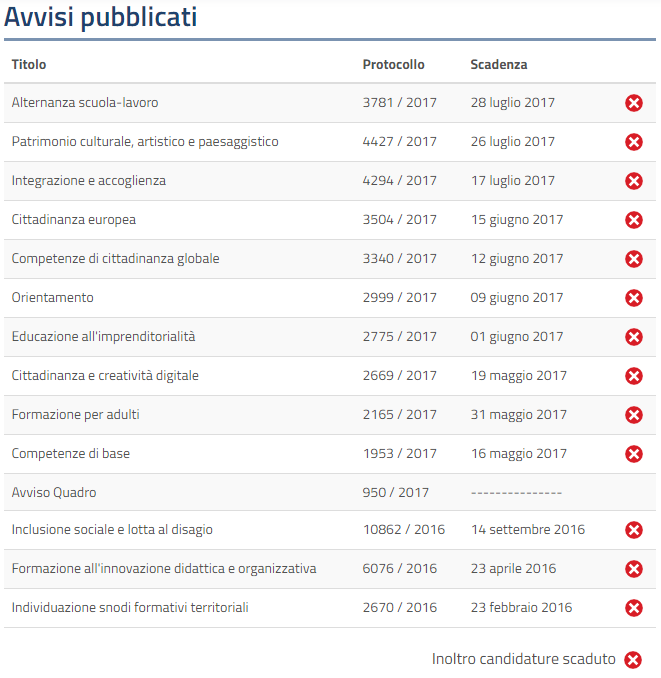 Avvisi pubblicati
Titolo Protocollo Scadenza
Alternanza scuola-lavoro 3781 / 2017 28 luglio 2017
Patrimonio culturale, artistico e paesaggistico 4427 / 2017 26 luglio 2017
Integrazione e accoglienza 4294 / 2017 17 luglio 2017
Cittadinanza europea 3504 / 2017 15 giugno 2017
Competenze di cittadinanza globale 3340 / 2017 12 giugno 2017
Orientamento 2999 / 2017 09 giugno 2017
Educazione all'imprenditorialità 2775 / 2017 01 giugno 2017
Cittadinanza e creatività digitale 2669 / 2017 19 maggio 2017
Formazione per adulti 2165 / 2017 31 maggio 2017
Competenze di base 1953 / 2017 16 maggio 2017
Avviso Quadro 950 / 2017 ---------------
Inclusione sociale e lotta al disagio 10862 / 2016 14 settembre 2016
Formazione all'innovazione didattica e organizzativa 6076 / 2016 23 aprile 2016
Individuazione snodi formativi territoriali 2670 / 2016 23 febbraio 2016
Inoltro candidature scaduto